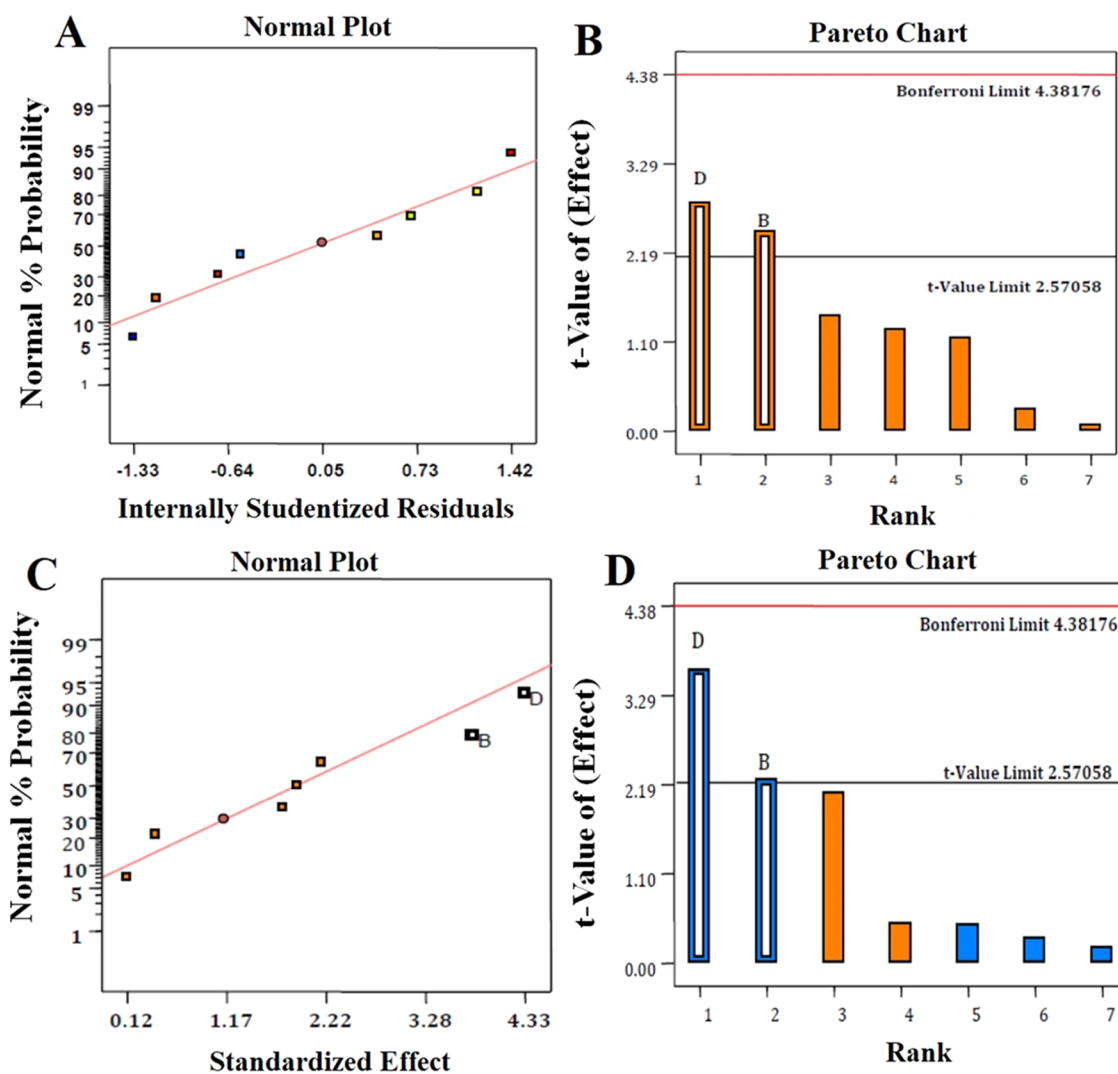 A
Normal Plot
Normal % Probability
99
95
90
80
70
50
30
20
10
5
1
-1.33 -0.64 0.05 0.73 1.42
Internally Studentized Residuals
B
Pareto Chart
t-Value of (Effect)
4.38
Bonferroni Limit 4.38176
3.29
D
B
2.19
t-Value Limit 2.57058
1.10
0.00
1 2 3 4 5 6 7
Rank
C
Normal Plot
Normal % Probability
99
95
90
80
70
50
30
20
10
5
1
D
B
0.12 1.17 2.22 3.28 4.33
Standardized Effect
D
Pareto Chart
t-Value of (Effect)
4.38
Bonferroni Limit 4.38176
D
3.29
B
t-Value Limit 2.57058
2.19
1.10
0.00
1 2 3 4 5 6 7
Rank